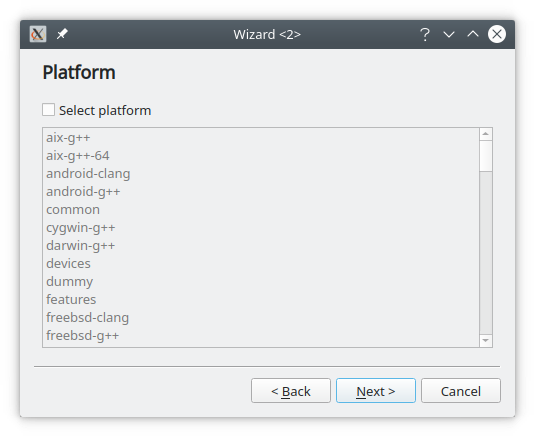 Wizard <2>
Platform
Select platform
aix-g++
aix-g++-64
android-clang
android-g++
common
cygwin-g++
darwin-g++
devices
dummy
features
freebsd-clang
freebsd-g++
< Back
Next >
Cancel